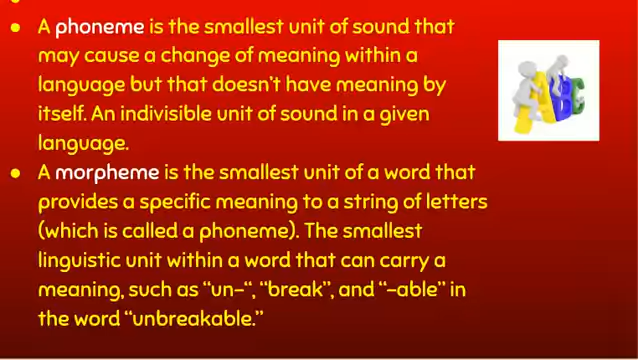 ● A phoneme is the smallest unit of sound that
may cause a change of meaning within a
language but that doesn't have meaning by
itself. An indivisible unit of sound in a given
language.
● A morpheme is the smallest unit of a word that
provides a specific meaning to a string of letters
(which is called a phoneme). The smallest
linguistic unit within a word that can carry a
meaning, such as “un-“, “break”, and “-able” in
the word “unbreakable.”
ABC